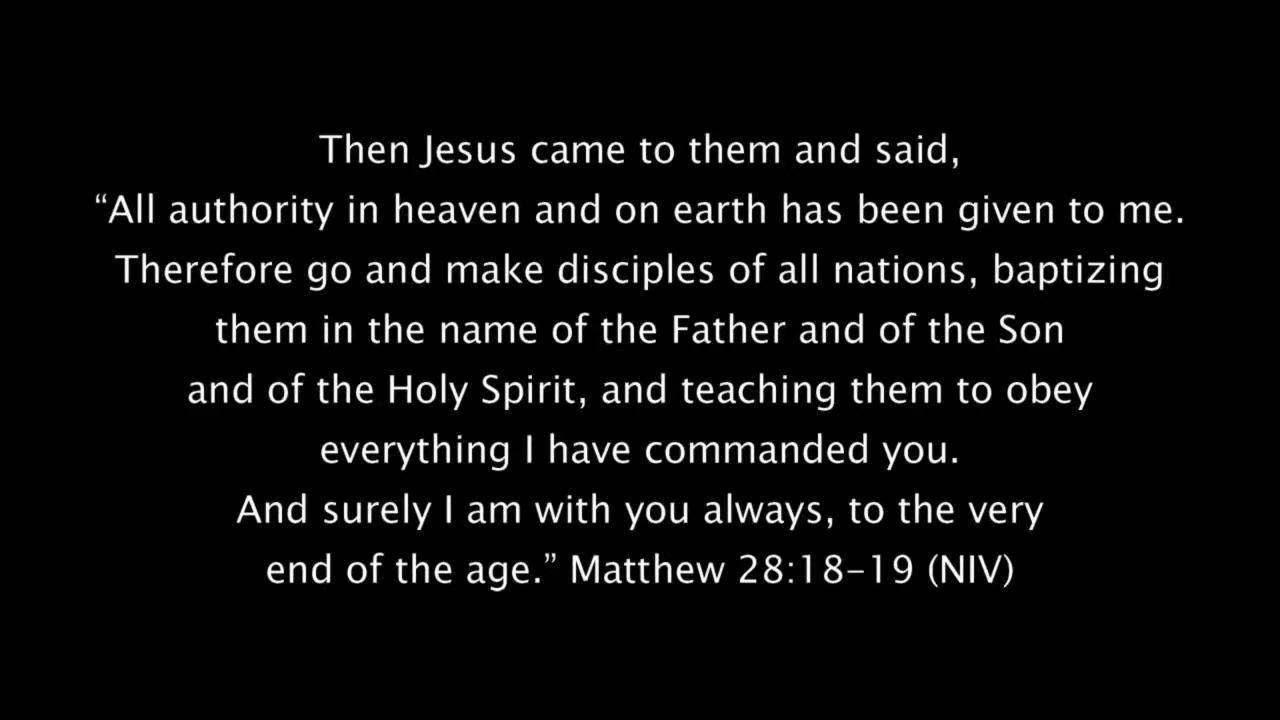 Then Jesus came to them and said,
“All authority in heaven and on earth has been given to me.
Therefore go and make disciples of all nations, baptizing
them in the name of the Father and of the Son
and of the Holy Spirit, and teaching them to obey
everything I have commanded you.
And surely I am with you always, to the very
end of the age.” Matthew 28:18–19 (NIV)